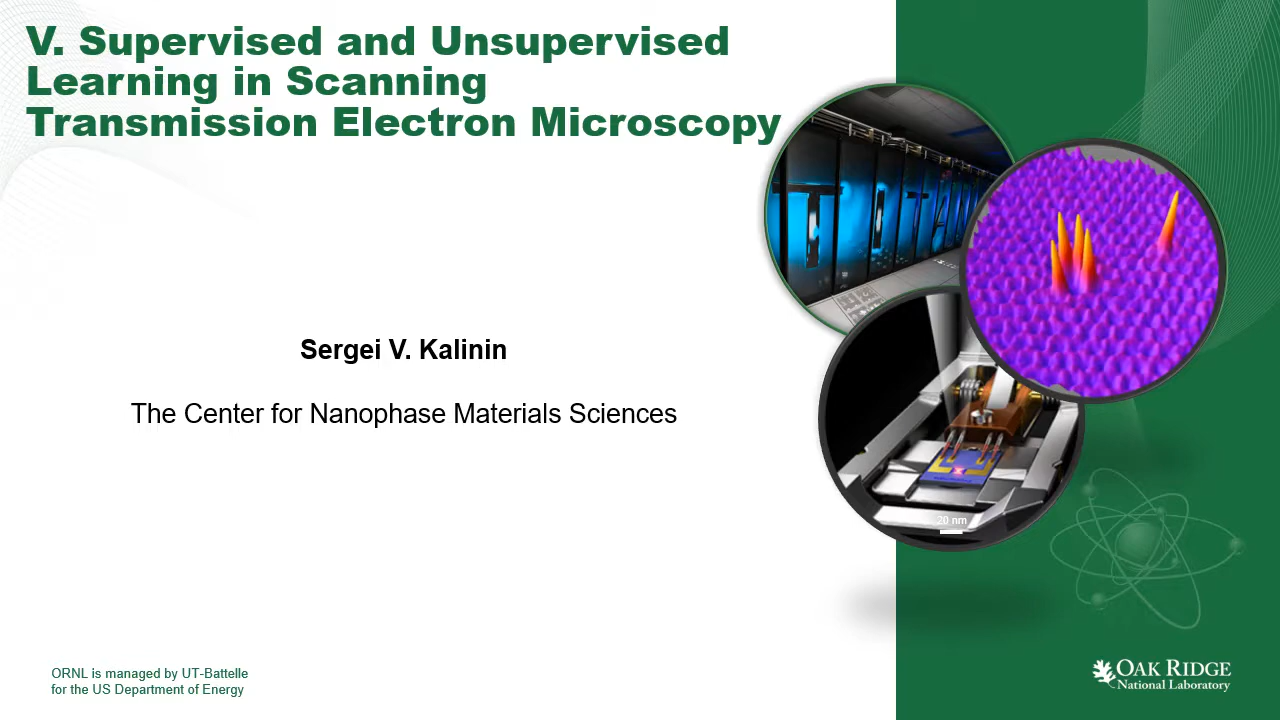 V. Supervised and Unsupervised
Learning in Scanning
Transmission Electron Microscopy
TITAN
Sergei V. Kalinin
The Center for Nanophase Materials Sciences
20 nm
ORNL is managed by UT-Battelle
for the US Department of Energy
OAK RIDGE
National Laboratory